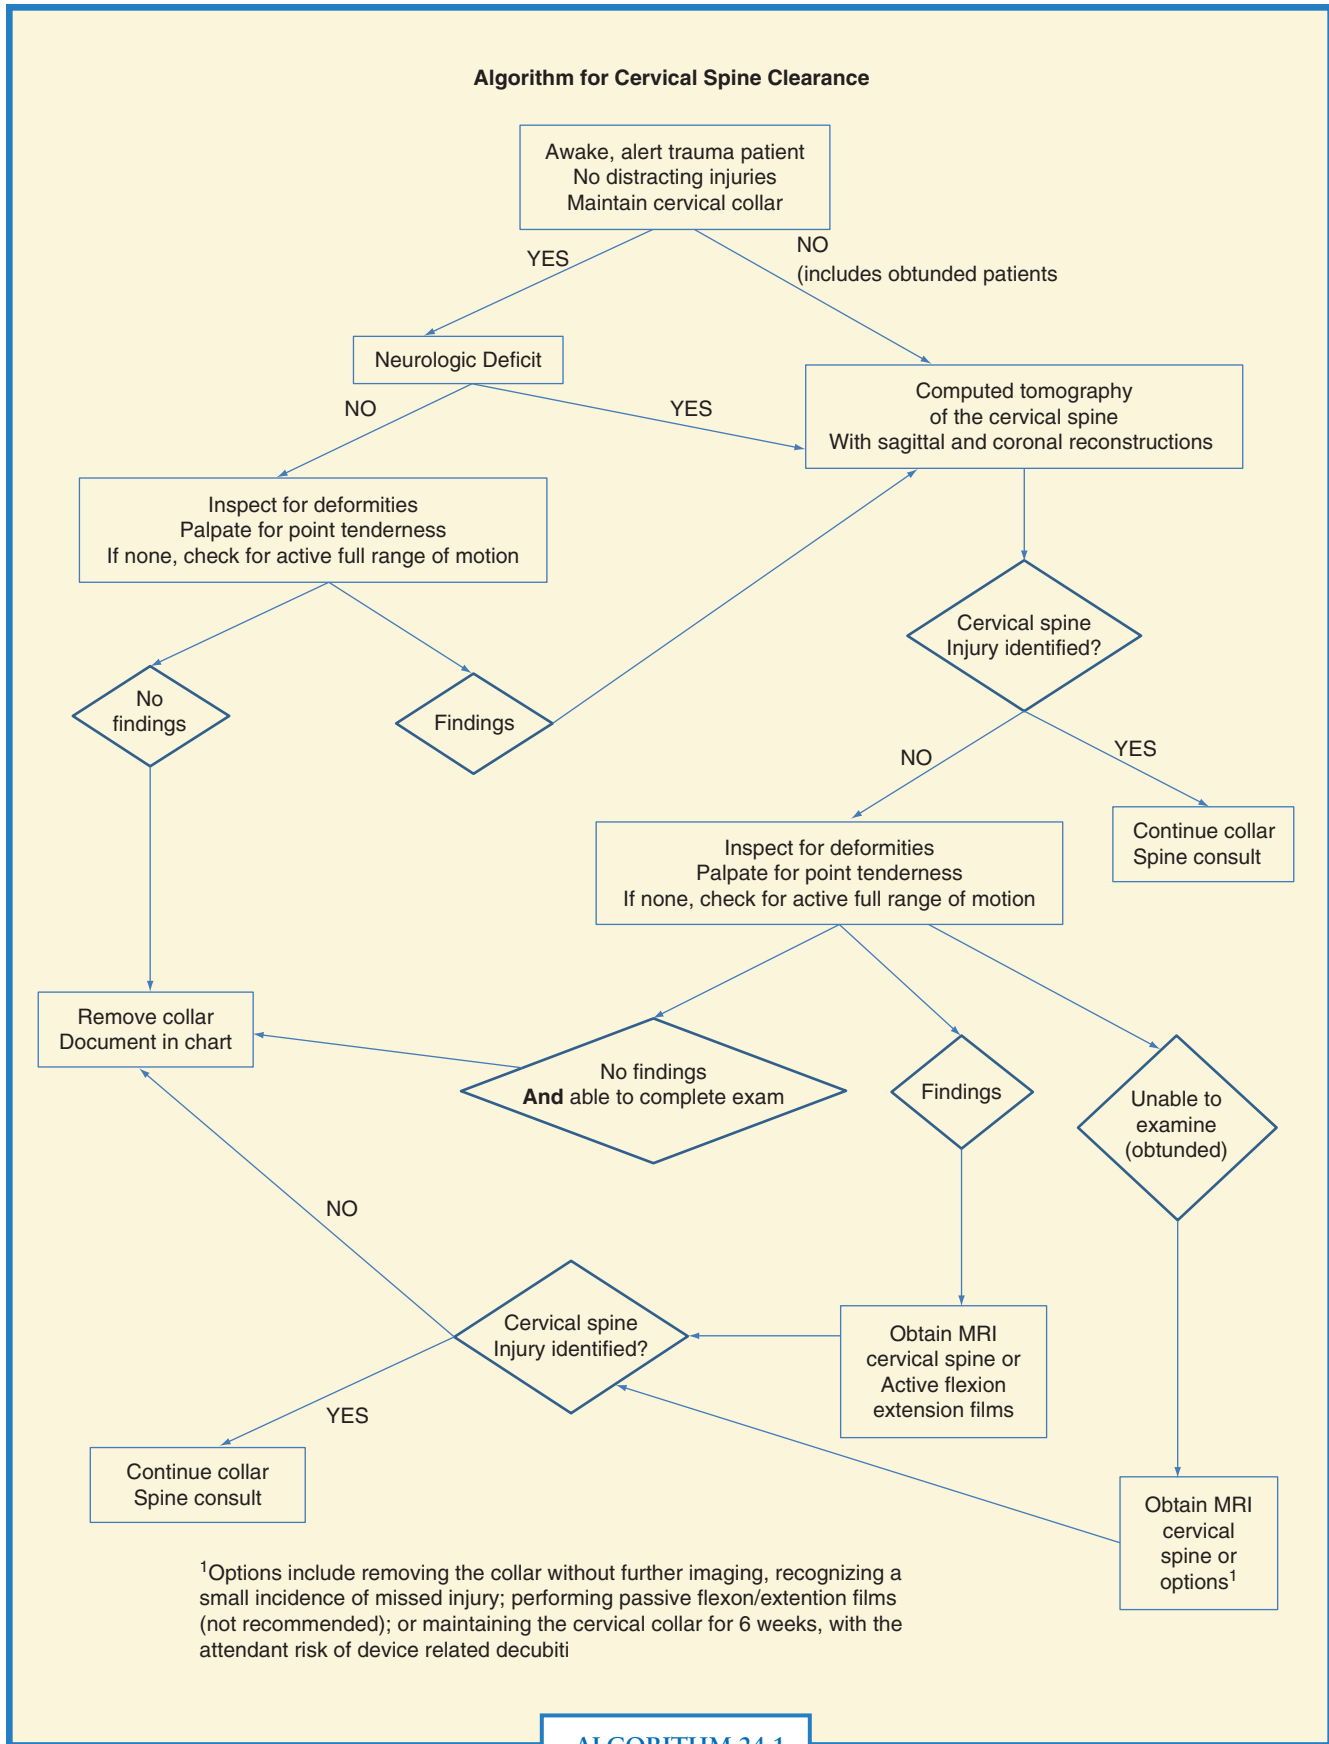 Algorithm for Cervical Spine Clearance
Awake, alert trauma patient
No distracting injuries
Maintain cervical collar
YES
NO
(includes obtunded patients
Neurologic Deficit
Computed tomography
of the cervical spine
With sagittal and coronal reconstructions
NO
YES
Inspect for deformities
Palpate for point tenderness
If none, check for active full range of motion
Cervical spine
Injury identified?
No
findings
Findings
NO
YES
Continue collar
Spine consult
Inspect for deformities
Palpate for point tenderness
If none, check for active full range of motion
Remove collar
Document in chart
No findings
And able to complete exam
Findings
Unable to
examine
(obtunded)
NO
Cervical spine
Injury identified?
Obtain MRI
cervical spine or
Active flexion
extension films
YES
Continue collar
Spine consult
Obtain MRI
cervical
spine or
options1
1Options include removing the collar without further imaging, recognizing a
small incidence of missed injury; performing passive flexon/extention films
(not recommended); or maintaining the cervical collar for 6 weeks, with the
attendant risk of device related decubiti
ALGORITHM 24.1